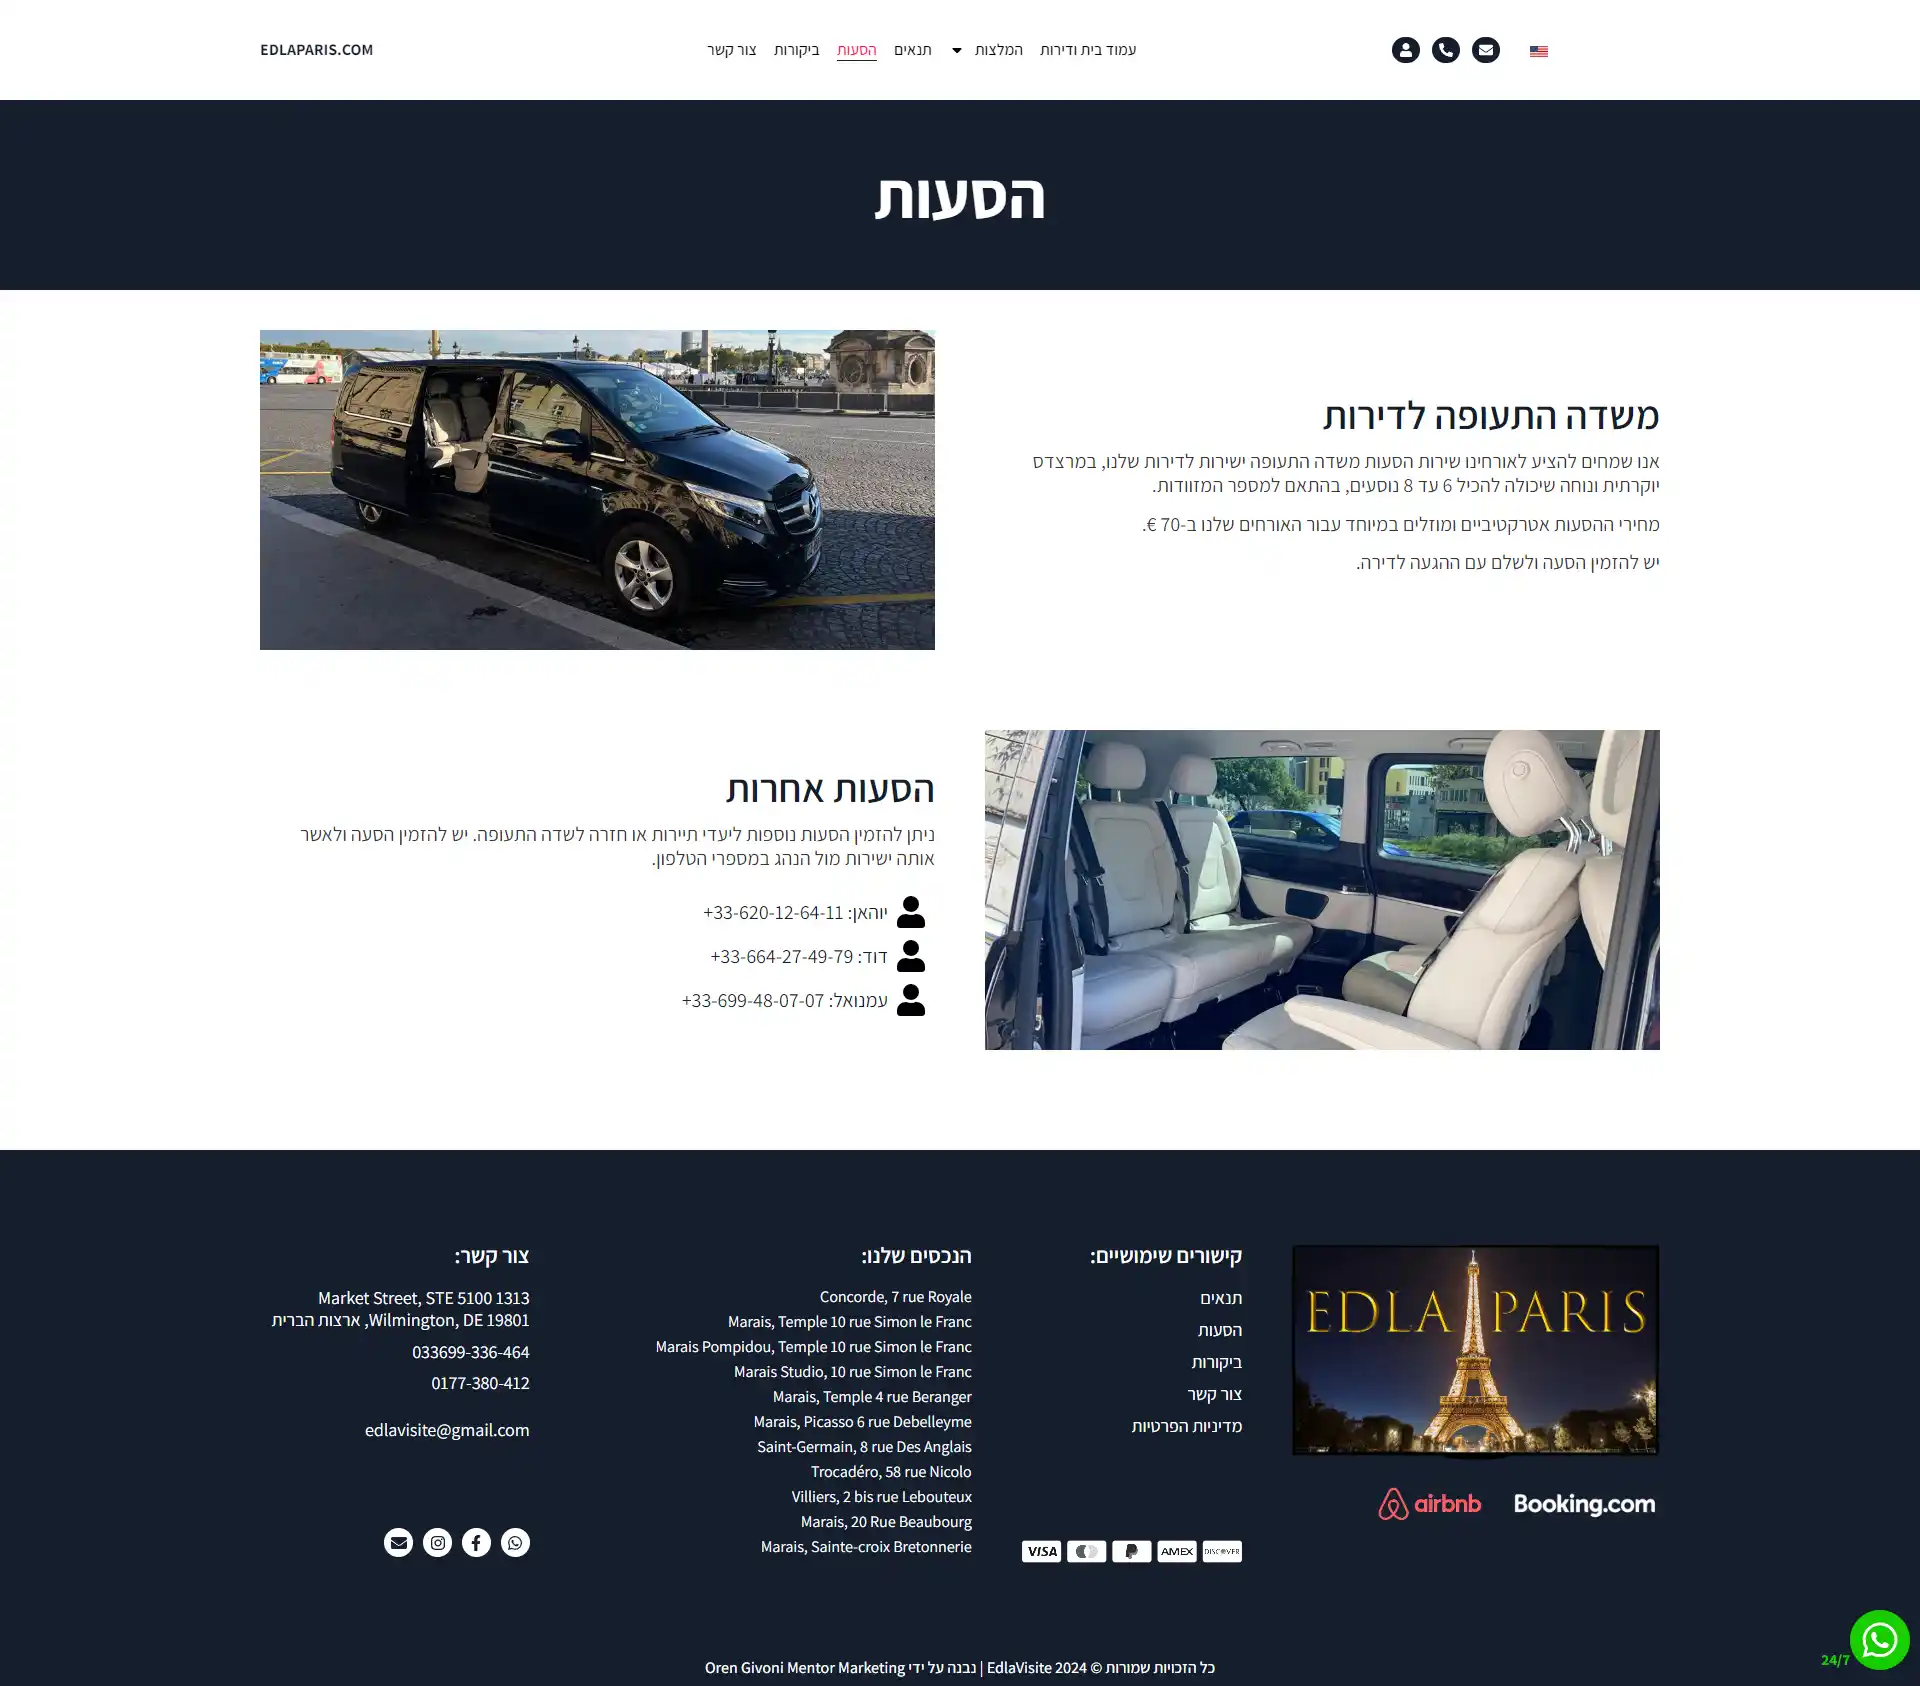 EDLAPARIS.COM
עמוד בית ודירות
המלצות
תנאים
הסעות
ביקורות
צור קשר
הסעות
משדה התעופה לדירות
אנו שמחים להציע לאורחינו שירות הסעות משדה התעופה ישירות לדירות שלנו, במרצדס
יוקרתית ונוחה שיכולה להכיל 6 עד 8 נוסעים, בהתאם למספר המזוודות.
מחירי ההסעות אטרקטיביים ומוזלים במיוחד עבור האורחים שלנו ב-70 €.
יש להזמין הסעה ולשלם עם ההגעה לדירה.
הסעות אחרות
ניתן להזמין הסעות נוספות ליעדי תיירות או חזרה לשדה התעופה. יש להזמין הסעה ולאשר
אותה ישירות מול הנהג במספרי הטלפון.
יוהאן: 33-620-12-64-11+
דוד: 33-664-27-49-79+
עמנואל: 33-699-48-07-07+
EDLA PARIS
Booking.com
airbnb
קישורים שימושיים:
תנאים
הסעות
ביקורות
צור קשר
מדיניות הפרטיות
VISA
AMEX
DISCOVER
הנכסים שלנו:
Concorde, 7 rue Royale
Marais, Temple 10 rue Simon le Franc
Marais Pompidou, Temple 10 rue Simon le Franc
Marais Studio, 10 rue Simon le Franc
Marais, Temple 4 rue Beranger
Marais, Picasso 6 rue Debelleyme
Saint-Germain, 8 rue Des Anglais
Trocadéro, 58 rue Nicolo
Villiers, 2 bis rue Lebouteux
Marais, 20 Rue Beaubourg
Marais, Sainte-croix Bretonnerie
צור קשר:
Market Street, STE 5100 1313
Wilmington, DE 19801, ארצות הברית
033699-336-464
0177-380-412
edlavisite@gmail.com
כל הזכויות שמורות © 2024 EdlaVisite | נבנה על ידי Oren Givoni Mentor Marketing
24/7